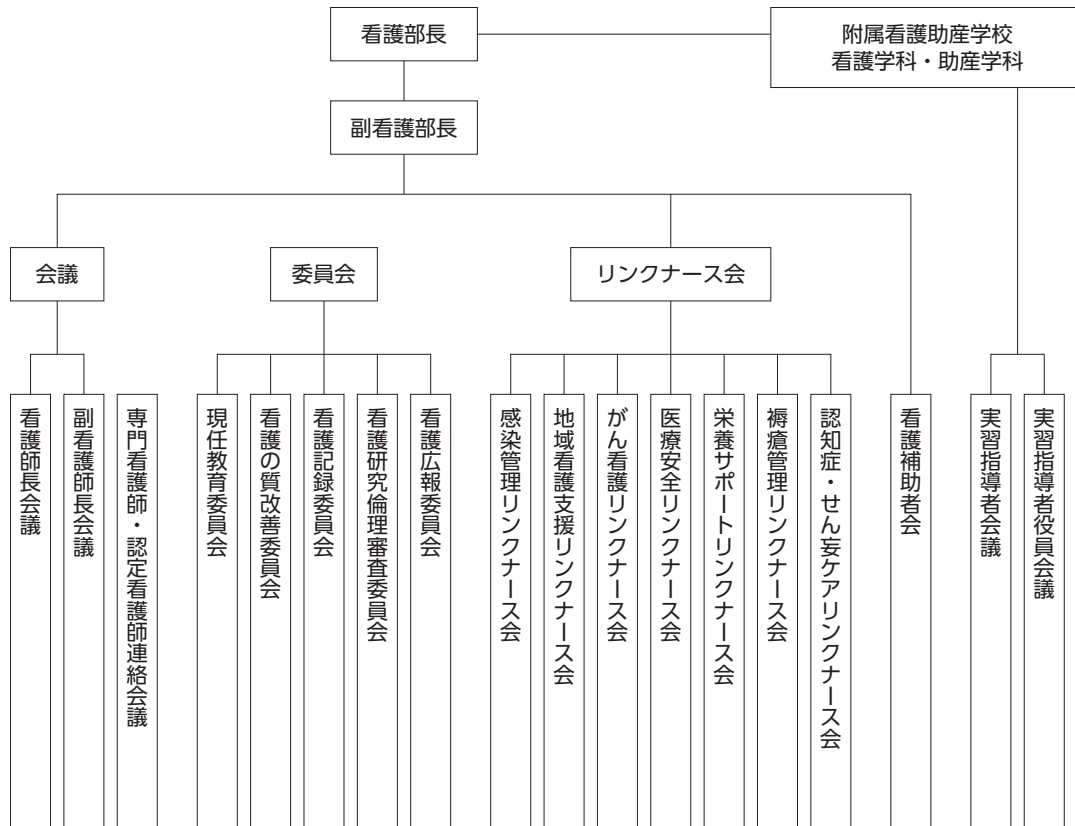 看護部長
附属看護助産学校
看護学科・助産学科
副看護部長
会議
委員会
リンクナース会
看護師長会議
副看護師長会議
専門看護師・認定看護師連絡会議
現任教育委員会
看護の質改善委員会
看護記録委員会
看護研究倫理審査委員会
看護広報委員会
感染管理リンクナース会
地域看護支援リンクナース会
がん看護リンクナース会
医療安全リンクナース会
栄養サポートリンクナース会
褥瘡管理リンクナース会
認知症・せん妄ケアリンクナース会
看護補助者会
実習指導者会議
実習指導者役員会議